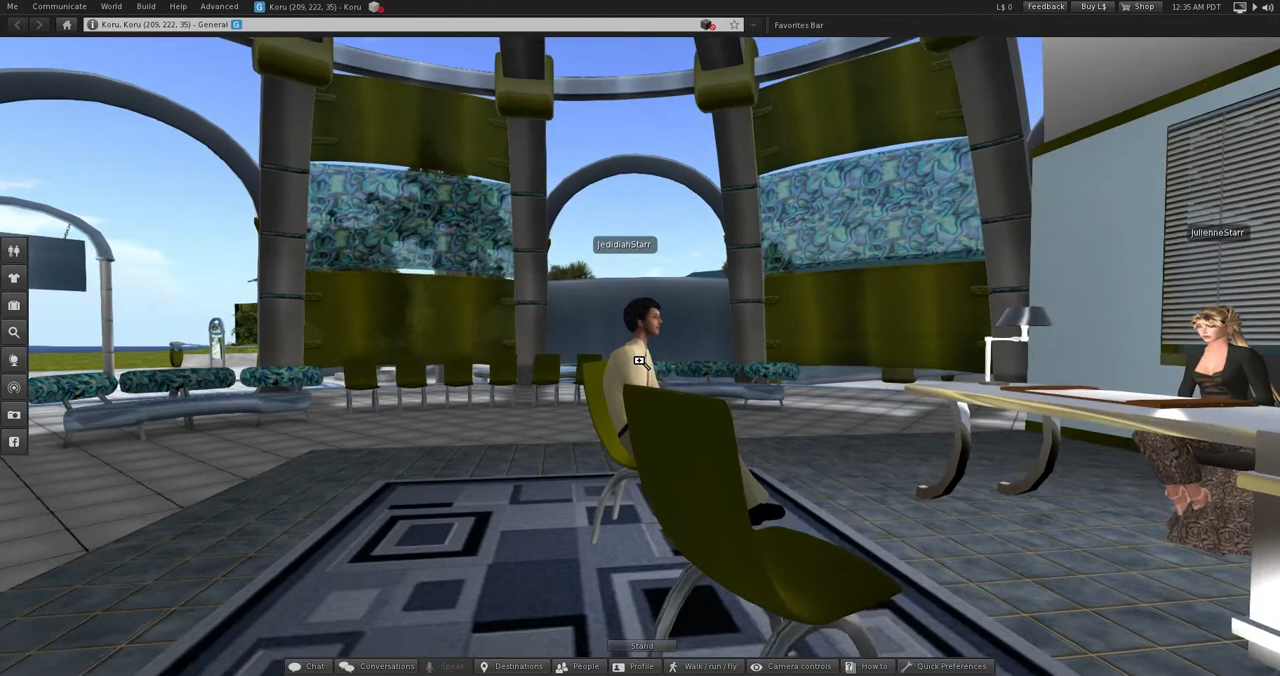 Me Communicate World Build Help Advanced G Koru (209, 222, 35) - Koru L$ 0 Feedback Buy L$ Shop 12:35 AM PDT
Koru, Koru (209, 222, 35) - General G Favorites Bar
JedidiahStarr
JulienneStarr
Stand
Chat Conversations Speak Destinations People Profile Walk / run / fly Camera controls How to Quick Preferences